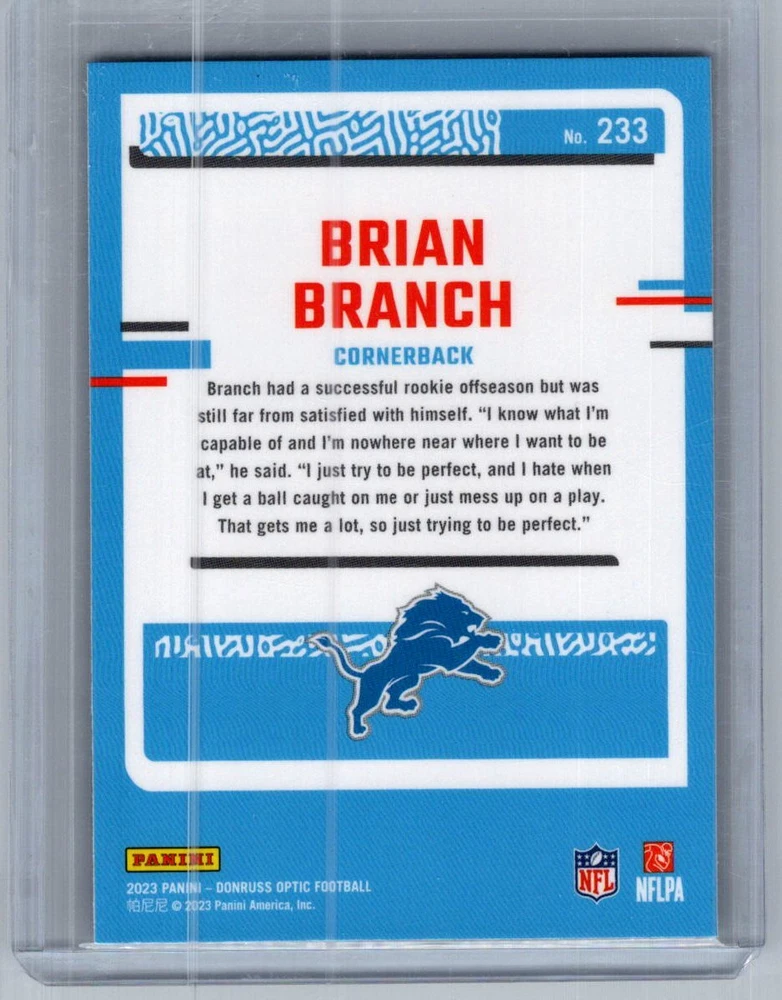 No. 233
BRIAN
BRANCH
CORNERBACK
Branch had a successful rookie offseason but was
still far from satisfied with himself. “I know what I’m
capable of and I’m nowhere near where I want to be
at,” he said. “I just try to be perfect, and I hate when
I get a ball caught on me or just mess up on a play.
That gets me a lot, so just trying to be perfect.”
PANINI
2023 PANINI – DONRUSS OPTIC FOOTBALL
帕尼尼 © 2023 Panini America, Inc.
NFL
NFLPA